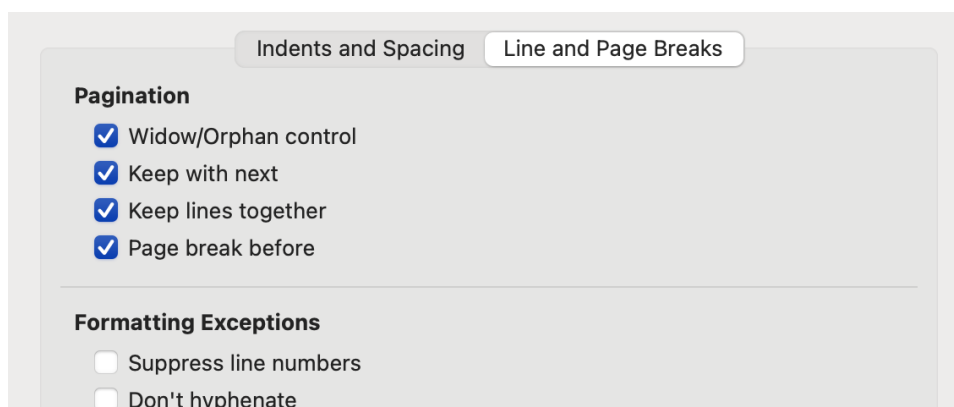 Indents and Spacing
Line and Page Breaks
Pagination
Widow/Orphan control
Keep with next
Keep lines together
Page break before
Formatting Exceptions
Suppress line numbers
Don't hyphenate